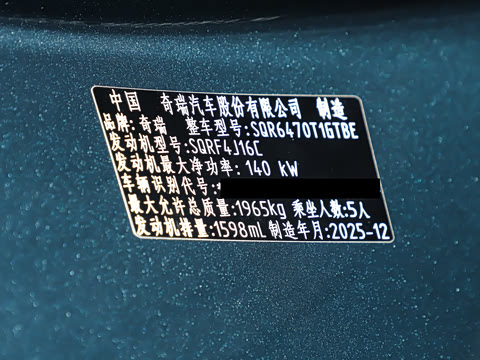 中国 奇瑞汽车股份有限公司 制造
品牌:奇瑞 整车型号:SQR6470T1GTBE
发动机型号:SQRF4J16C
发动机最大净功率:140 kW
车辆识别代号:
最大允许总质量:1965kg 乘坐人数:5人
发动机排量:1598mL 制造年月:2025-12